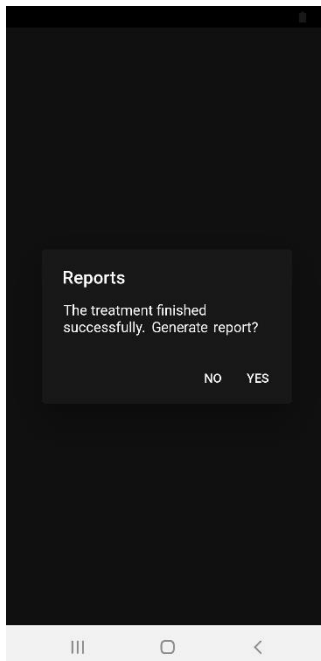 Reports
The treatment finished
successfully. Generate report?
NO YES